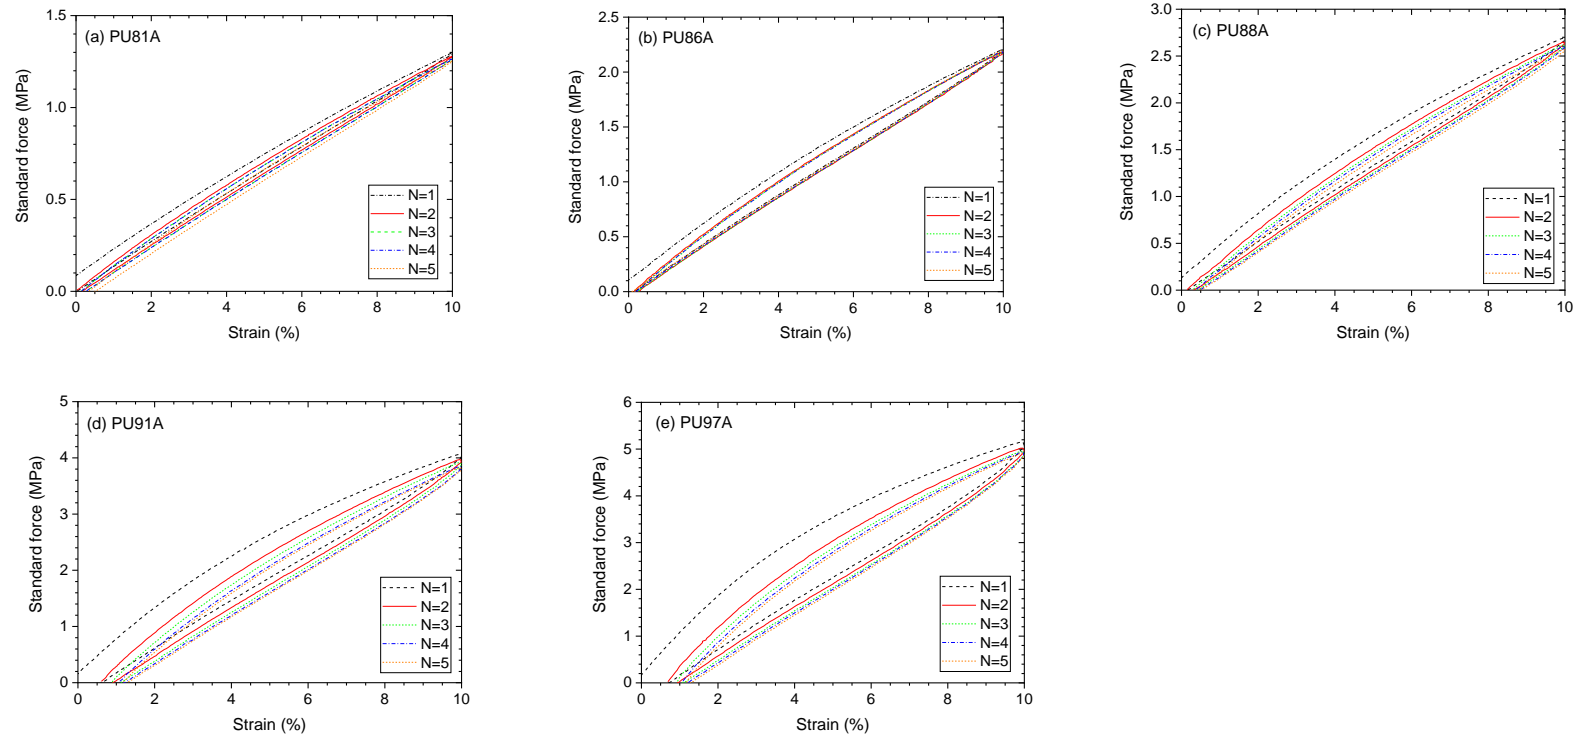 (a) PU81A
Standard force (MPa)
1.5
1.0
0.5
0.0
N=1
N=2
N=3
N=4
N=5
0 2 4 6 8 10
Strain (%)
(b) PU86A
Standard force (MPa)
2.5
2.0
1.5
1.0
0.5
0.0
N=1
N=2
N=3
N=4
N=5
0 2 4 6 8 10
Strain (%)
(c) PU88A
Standard force (MPa)
3.0
2.5
2.0
1.5
1.0
0.5
0.0
N=1
N=2
N=3
N=4
N=5
0 2 4 6 8 10
Strain (%)
(d) PU91A
Standard force (MPa)
5
4
3
2
1
0
N=1
N=2
N=3
N=4
N=5
0 2 4 6 8 10
Strain (%)
(e) PU97A
Standard force (MPa)
6
5
4
3
2
1
0
N=1
N=2
N=3
N=4
N=5
0 2 4 6 8 10
Strain (%)